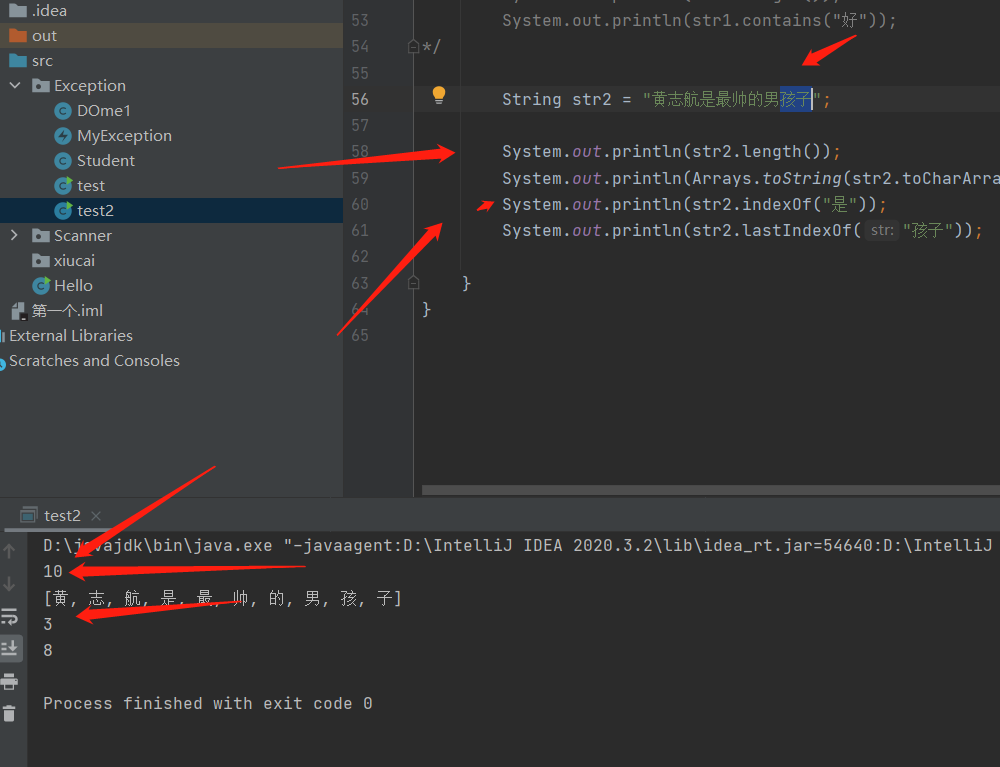 .idea
out
src
Exception
DOme1
MyException
Student
test
test2
Scanner
xiucai
Hello
第一个.iml
External Libraries
Scratches and Consoles
53 System.out.println(str1.contains("好"));
54 */
55
56 String str2 = "黄志航是最帅的男孩子";
57
58 System.out.println(str2.length());
59 System.out.println(Arrays.toString(str2.toCharArra
60 System.out.println(str2.indexOf("是"));
61 System.out.println(str2.lastIndexOf( str: "孩子"));
62
63 }
64 }
65
test2
D:\javajdk\bin\java.exe "-javaagent:D:\IntelliJ IDEA 2020.3.2\lib\idea_rt.jar=54640:D:\IntelliJ
10
[黄, 志, 航, 是, 最, 帅, 的, 男, 孩, 子]
3
8
Process finished with exit code 0